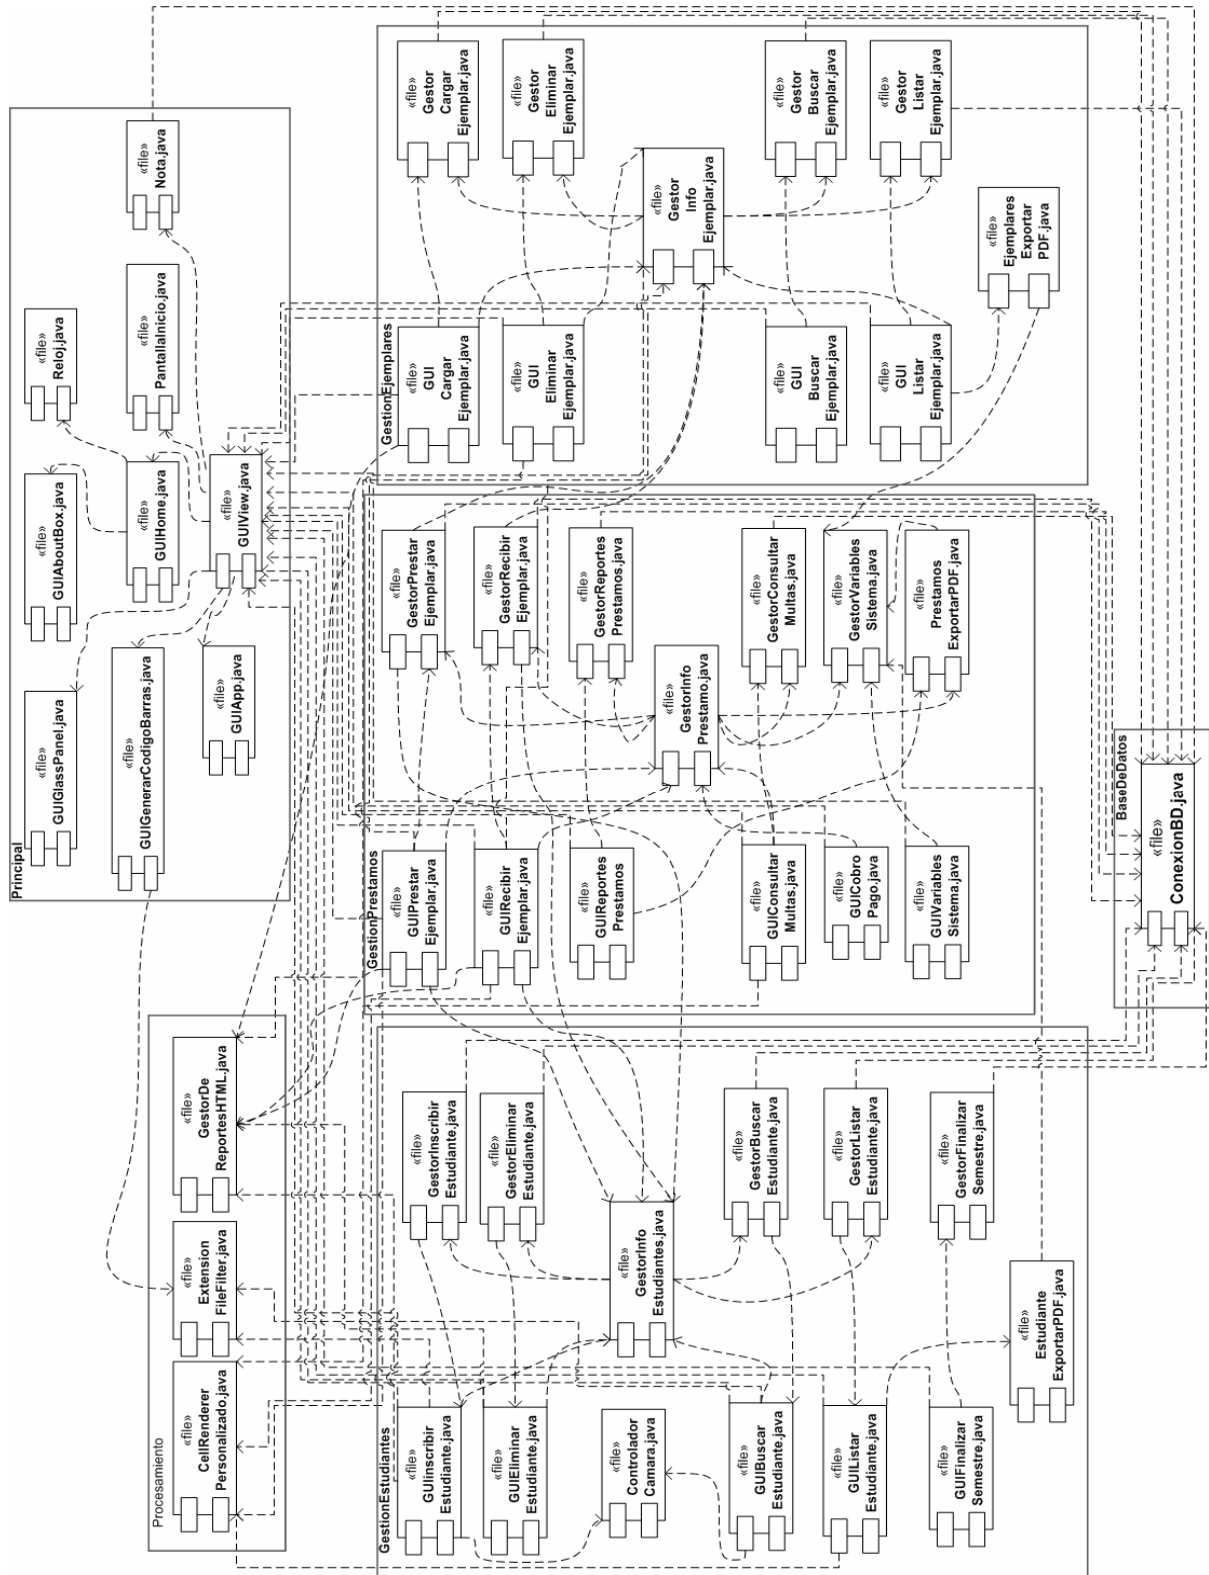 Principal
«file»
GUIGlassPanel.java
«file»
GUIAboutBox.java
«file»
Reloj.java
«file»
GUIGenerarCodigoBarras.java
«file»
GUIHome.java
«file»
PantallaInicio.java
«file»
Nota.java
«file»
GUIApp.java
«file»
GUIView.java
Procesamiento
«file»
CellRenderer
Personalizado.java
«file»
Extension
FileFilter.java
«file»
GestorDe
ReportesHTML.java
GestionEstudiantes
«file»
GUIinscribir
Estudiante.java
«file»
GUIEliminar
Estudiante.java
«file»
Controlador
Camara.java
«file»
GUIBuscar
Estudiante.java
«file»
GUIListar
Estudiante.java
«file»
GUIFinalizar
Semestre.java
«file»
GestorInfo
Estudiantes.java
«file»
Estudiante
ExportarPDF.java
«file»
GestorInscribir
Estudiante.java
«file»
GestorEliminar
Estudiante.java
«file»
GestorBuscar
Estudiante.java
«file»
GestorListar
Estudiante.java
«file»
GestorFinalizar
Semestre.java
GestionPrestamos
«file»
GUIPrestar
Ejemplar.java
«file»
GUIRecibir
Ejemplar.java
«file»
GUIReportes
Prestamos
«file»
GUIConsultar
Multas.java
«file»
GUICobro
Pago.java
«file»
GUIVariables
Sistema.java
«file»
GestorInfo
Prestamo.java
«file»
GestorPrestar
Ejemplar.java
«file»
GestorRecibir
Ejemplar.java
«file»
GestorReportes
Prestamos.java
«file»
GestorConsultar
Multas.java
«file»
GestorVariables
Sistema.java
«file»
Prestamos
ExportarPDF.java
GestionEjemplares
«file»
GUI
Cargar
Ejemplar.java
«file»
GUI
Eliminar
Ejemplar.java
«file»
GUI
Buscar
Ejemplar.java
«file»
GUI
Listar
Ejemplar.java
«file»
Gestor
Info
Ejemplar.java
«file»
Ejemplares
Exportar
PDF.java
«file»
Gestor
Cargar
Ejemplar.java
«file»
Gestor
Eliminar
Ejemplar.java
«file»
Gestor
Buscar
Ejemplar.java
«file»
Gestor
Listar
Ejemplar.java
BaseDeDatos
«file»
ConexionBD.java